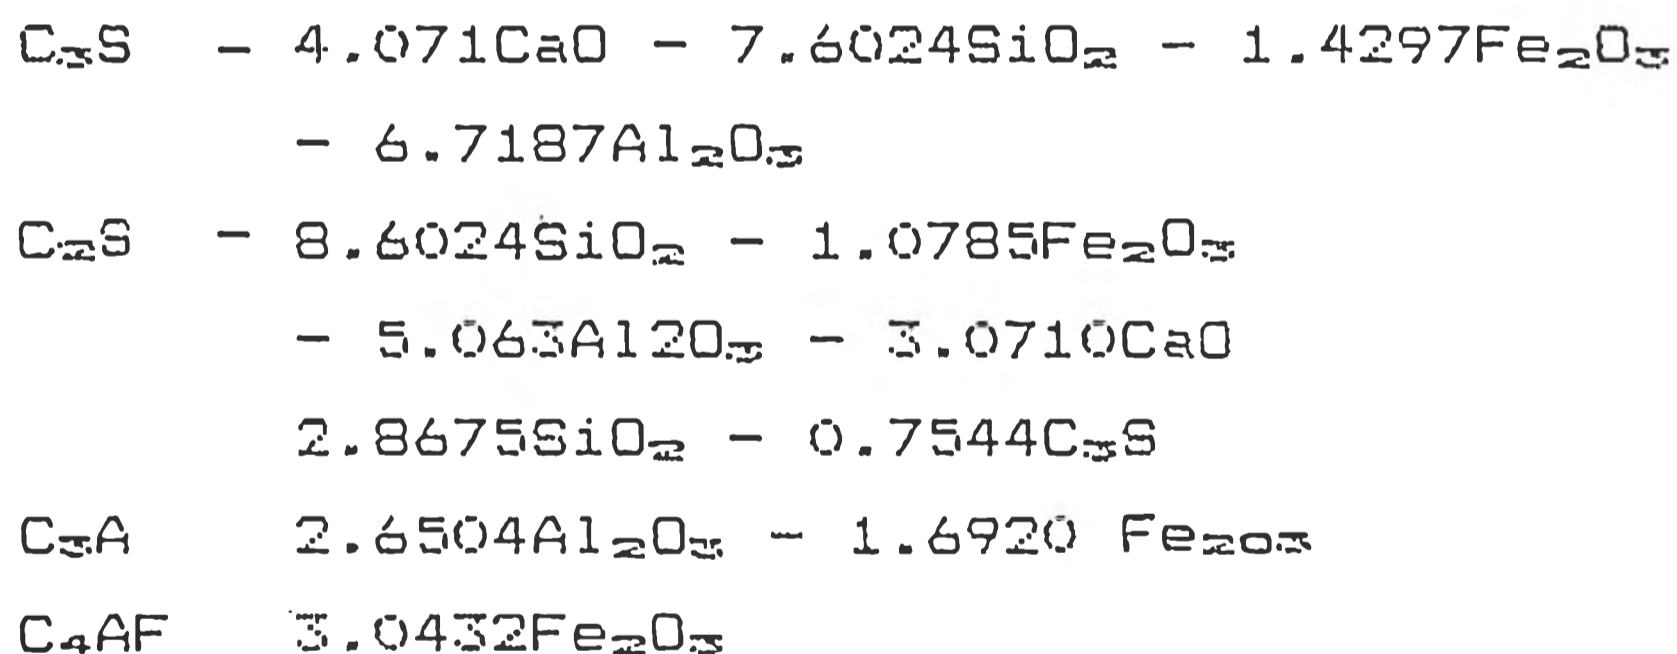 C₃S - 4.071CaO - 7.6024SiO₂ - 1.4297Fe₂O₃
- 6.7187Al₂O₃
C₂S - 8.6024SiO₂ - 1.0785Fe₂O₃
- 5.063Al2O₃ - 3.0710CaO
2.8675SiO₂ - 0.7544C₃S
C₃A 2.6504Al₂O₃ - 1.6920 Fe₂₀₃
C₄AF 3.0432Fe₂O₃